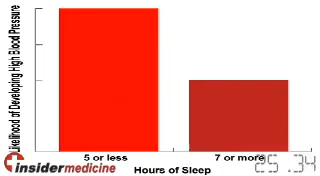 Likelihood of Developing High Blood Pressure
5 or less
7 or more
Hours of Sleep
insidermedicine
25.34